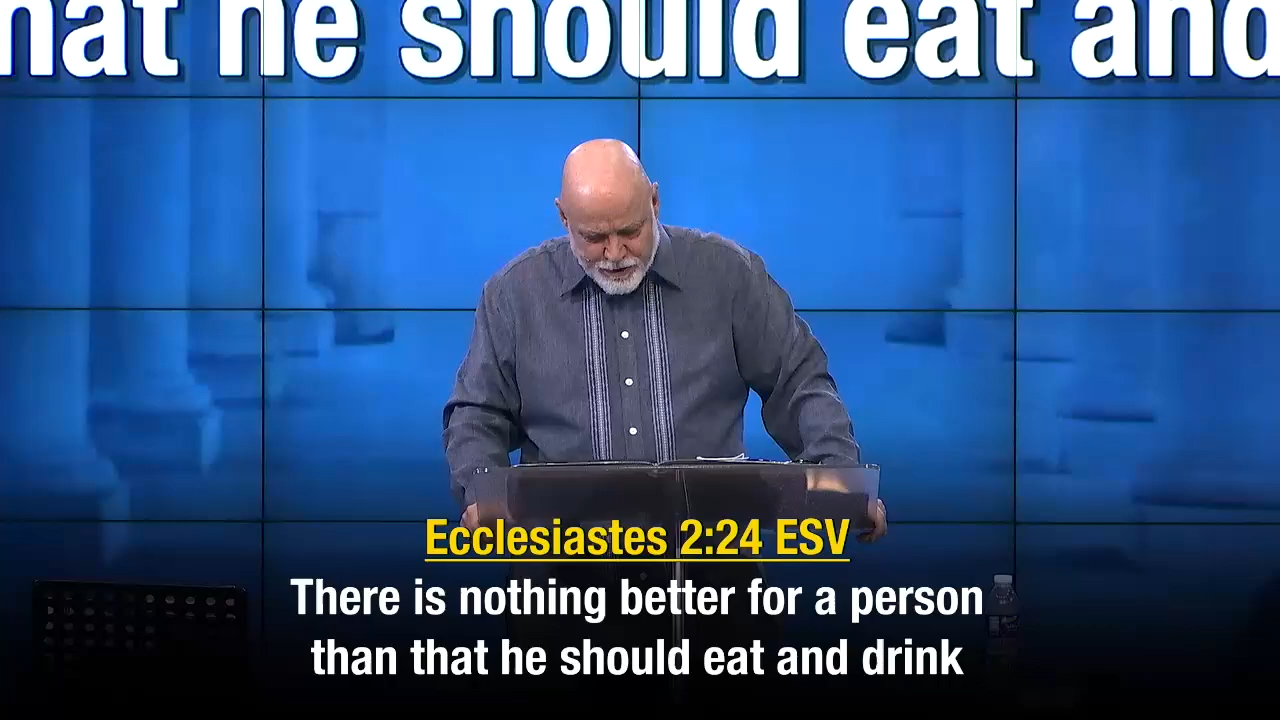 hat he should eat and
Ecclesiastes 2:24 ESV
There is nothing better for a person
than that he should eat and drink